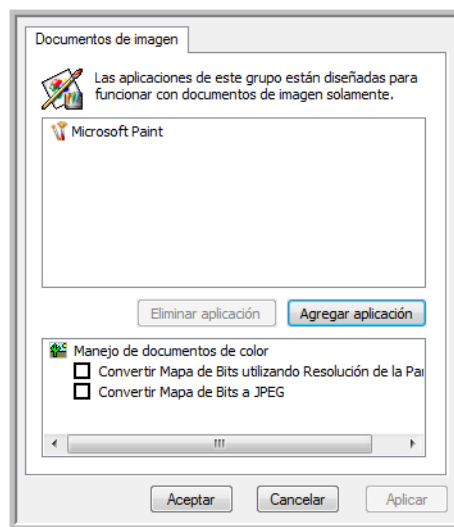 Documentos de imagen
Las aplicaciones de este grupo están diseñadas para
funcionar con documentos de imagen solamente.
Microsoft Paint
Eliminar aplicación Agregar aplicación
Manejo de documentos de color
Convertir Mapa de Bits utilizando Resolución de la
Convertir Mapa de Bits a JPEG
Aceptar Cancelar Aplicar